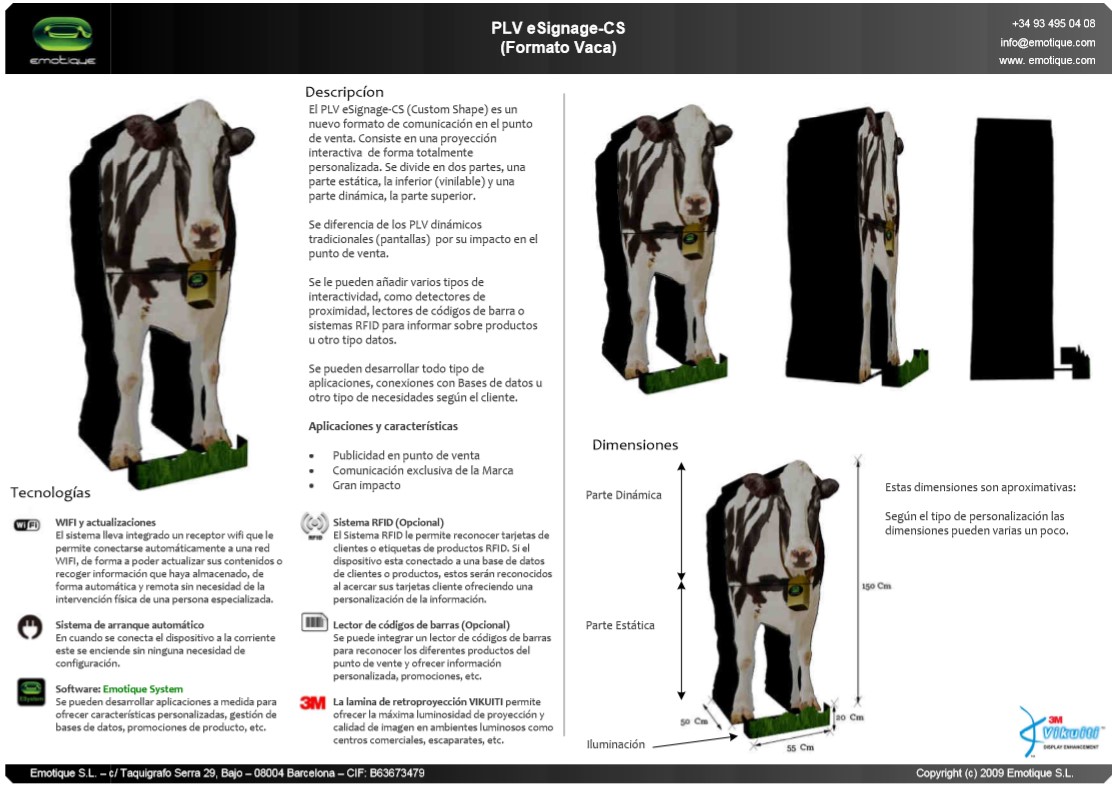 emotique
PLV eSignage-CS
(Formato Vaca)
+34 93 495 04 08
info@emotique.com
www. emotique.com
Descripcíon
El PLV eSignage-CS (Custom Shape) es un
nuevo formato de comunicación en el punto
de venta. Consiste en una proyección
interactiva de forma totalmente
personalizada. Se divide en dos partes, una
parte estática, la inferior (vinilable) y una
parte dinámica, la parte superior.
Se diferencia de los PLV dinámicos
tradicionales (pantallas) por su impacto en el
punto de venta.
Se le pueden añadir varios tipos de
interactividad, como detectores de
proximidad, lectores de códigos de barra o
sistemas RFID para informar sobre productos
u otro tipo datos.
Se pueden desarrollar todo tipo de
aplicaciones, conexiones con Bases de datos u
otro tipo de necesidades según el cliente.
Aplicaciones y características
• Publicidad en punto de venta
• Comunicación exclusiva de la Marca
• Gran impacto
Tecnologías
WiFi
WIFI y actualizaciones
El sistema lleva integrado un receptor wifi que le
permite conectarse automáticamente a una red
WIFI, de forma a poder actualizar sus contenidos o
recoger información que haya almacenado, de
forma automática y remota sin necesidad de la
intervención física de una persona especializada.
Sistema de arranque automático
En cuando se conecta el dispositivo a la corriente
este se enciende sin ninguna necesidad de
configuración.
Software: Emotique System
Se pueden desarrollar aplicaciones a medida para
ofrecer características personalizadas, gestión de
bases de datos, promociones de producto, etc.
RFID
Sistema RFID (Opcional)
El Sistema RFID le permite reconocer tarjetas de
clientes o etiquetas de productos RFID. Si el
dispositivo esta conectado a una base de datos
de clientes o productos, estos serán reconocidos
al acercar sus tarjetas cliente ofreciendo una
personalización de la información.
Lector de códigos de barras (Opcional)
Se puede integrar un lector de códigos de barras
para reconocer los diferentes productos del
punto de vente y ofrecer información
personalizada, promociones, etc.
3M
La lamina de retroproyección VIKUITI permite
ofrecer la máxima luminosidad de proyección y
calidad de imagen en ambientes luminosos como
centros comerciales, escaparates, etc.
Dimensiones
Parte Dinámica
Parte Estática
Iluminación
150 Cm
20 Cm
50 Cm
55 Cm
Estas dimensiones son aproximativas:
Según el tipo de personalización las
dimensiones pueden varias un poco.
3M
Vikuiti™
DISPLAY ENHANCEMENT
Emotique S.L. – c/ Taquigrafo Serra 29, Bajo – 08004 Barcelona – CIF: B63673479
Copyright (c) 2009 Emotique S.L.